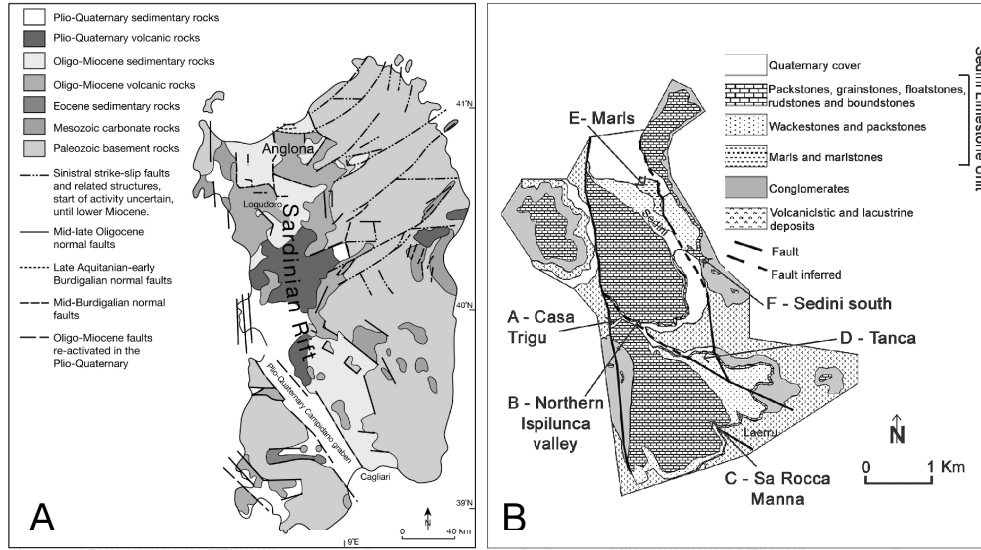 Plio-Quaternary sedimentary rocks
Plio-Quaternary volcanic rocks
Oligo-Miocene sedimentary rocks
Oligo-Miocene volcanic rocks
Eocene sedimentary rocks
Mesozoic carbonate rocks
Paleozoic basement rocks
Sinistral strike-slip faults
and related structures,
start of activity uncertain,
until lower Miocene.
Mid-late Oligocene
normal faults
Late Aquitanian-early
Burdigalian normal faults
Mid-Burdigalian normal
faults
Oligo-Miocene faults
re-activated in the
Plio-Quaternary
41°N
Anglona
Logudoro
Sardinian Rift
40°N
Plio-Quaternary Campidano graben
Cagliari
39°N
N
0 40 Km
9°E
A
Quaternary cover
Packstones, grainstones, floatstones,
rudstones and boundstones
Wackestones and packstones
Marls and marlstones
Conglomerates
Volcaniclstic and lacustrine
deposits
Fault
Fault inferred
Sedini Limestone Unit
E- Marls
Sedini
F - Sedini south
A - Casa
Trigu
D - Tanca
B - Northern
Ispilunca
valley
Laerru
C - Sa Rocca
Manna
N
0 1 Km
B